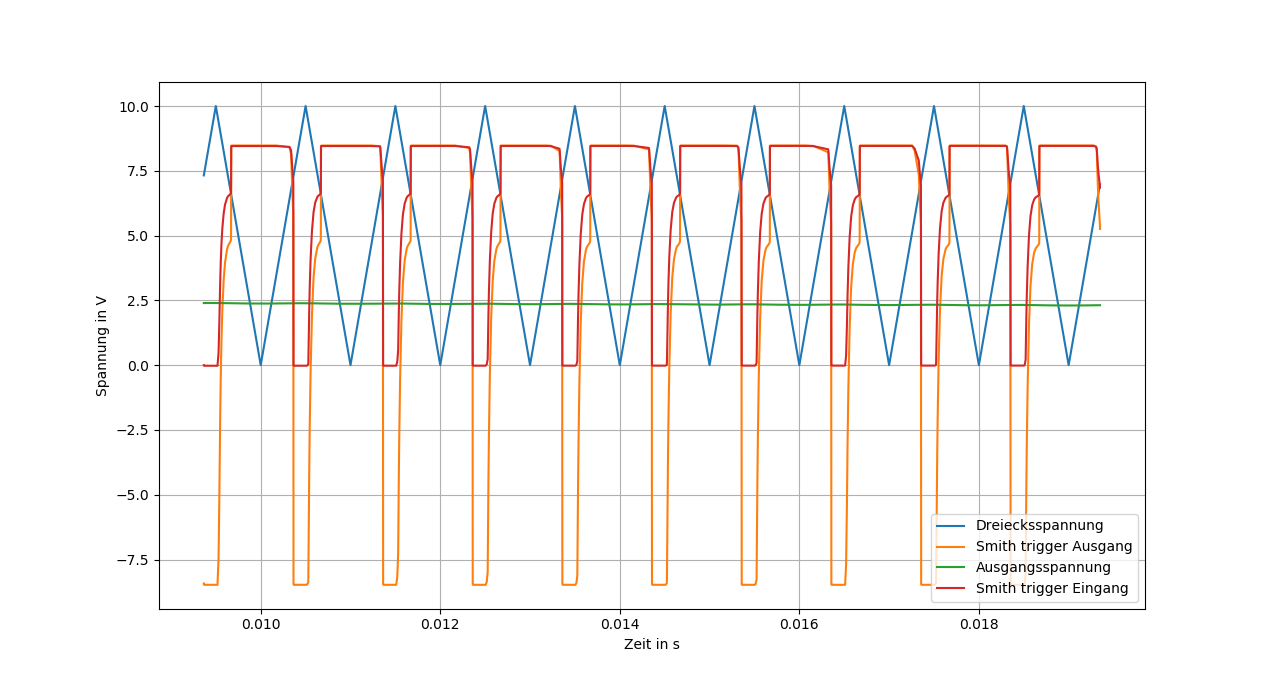 10.0
7.5
5.0
2.5
0.0
−2.5
−5.0
−7.5
Spannung in V
0.010
0.012
0.014
0.016
0.018
Zeit in s
Dreiecksspannung
Smith trigger Ausgang
Ausgangsspannung
Smith trigger Eingang